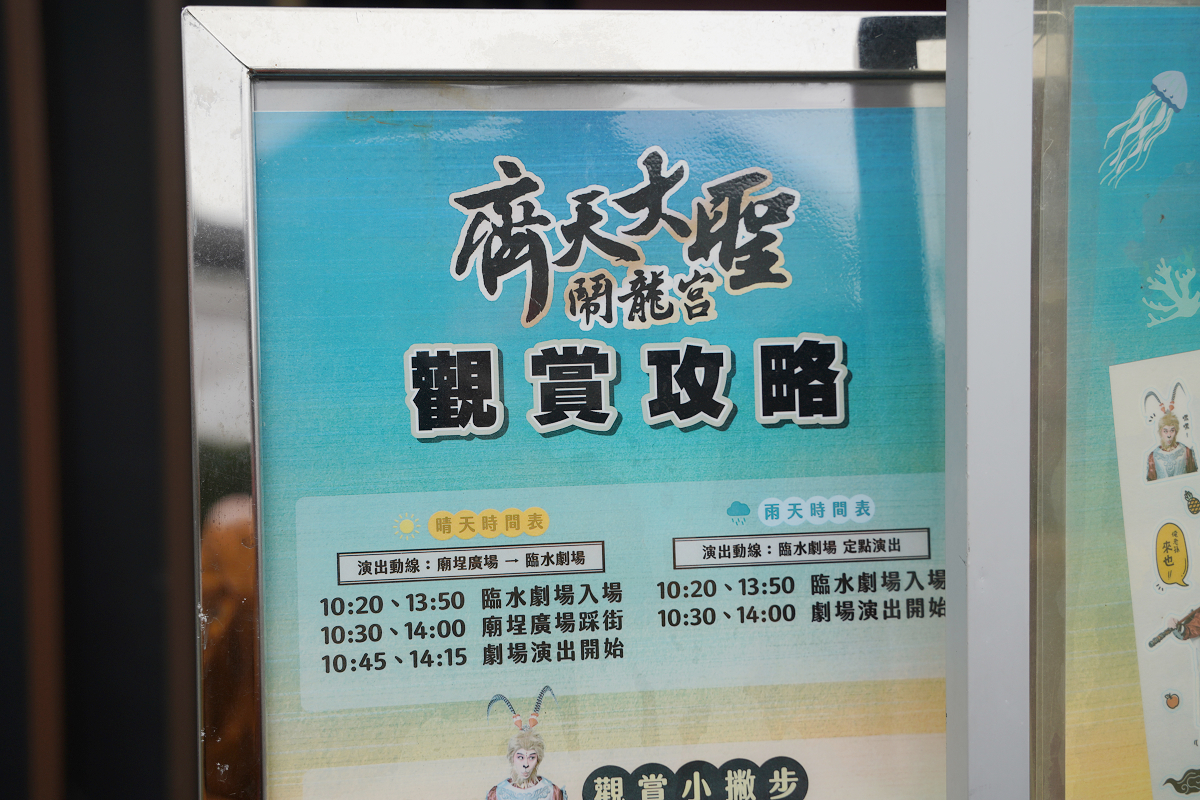 齊天大聖
鬧龍宮
觀賞攻略
晴天時間表
演出動線：廟埕廣場 → 臨水劇場
10:20、13:50 臨水劇場入場
10:30、14:00 廟埕廣場踩街
10:45、14:15 劇場演出開始
雨天時間表
演出動線：臨水劇場 定點演出
10:20、13:50 臨水劇場入場
10:30、14:00 劇場演出開始
觀賞小撇步
來也!!